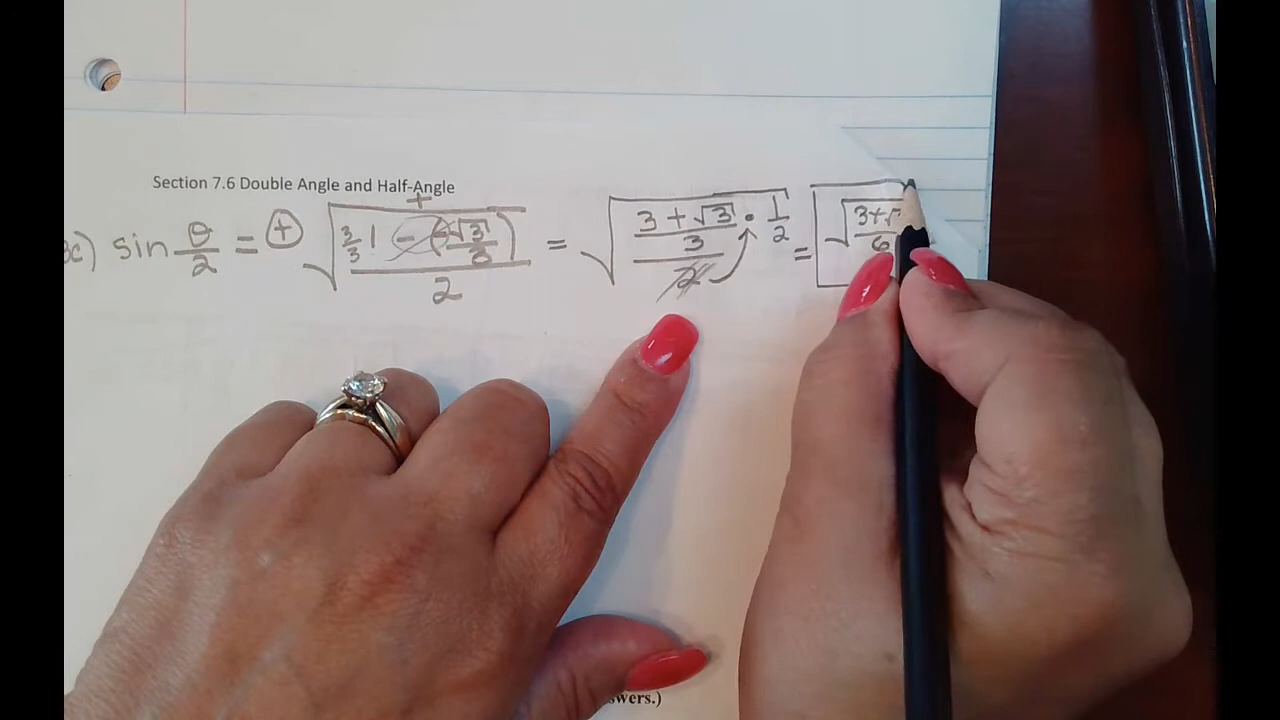 Section 7.6 Double Angle and Half-Angle
3c) sin θ/2 = (+) √((3/3 1 - (-√3/3))/2) + = √(((3 + √3)/3)/2 · 1/2) = √((3+√)/6)
swers.)